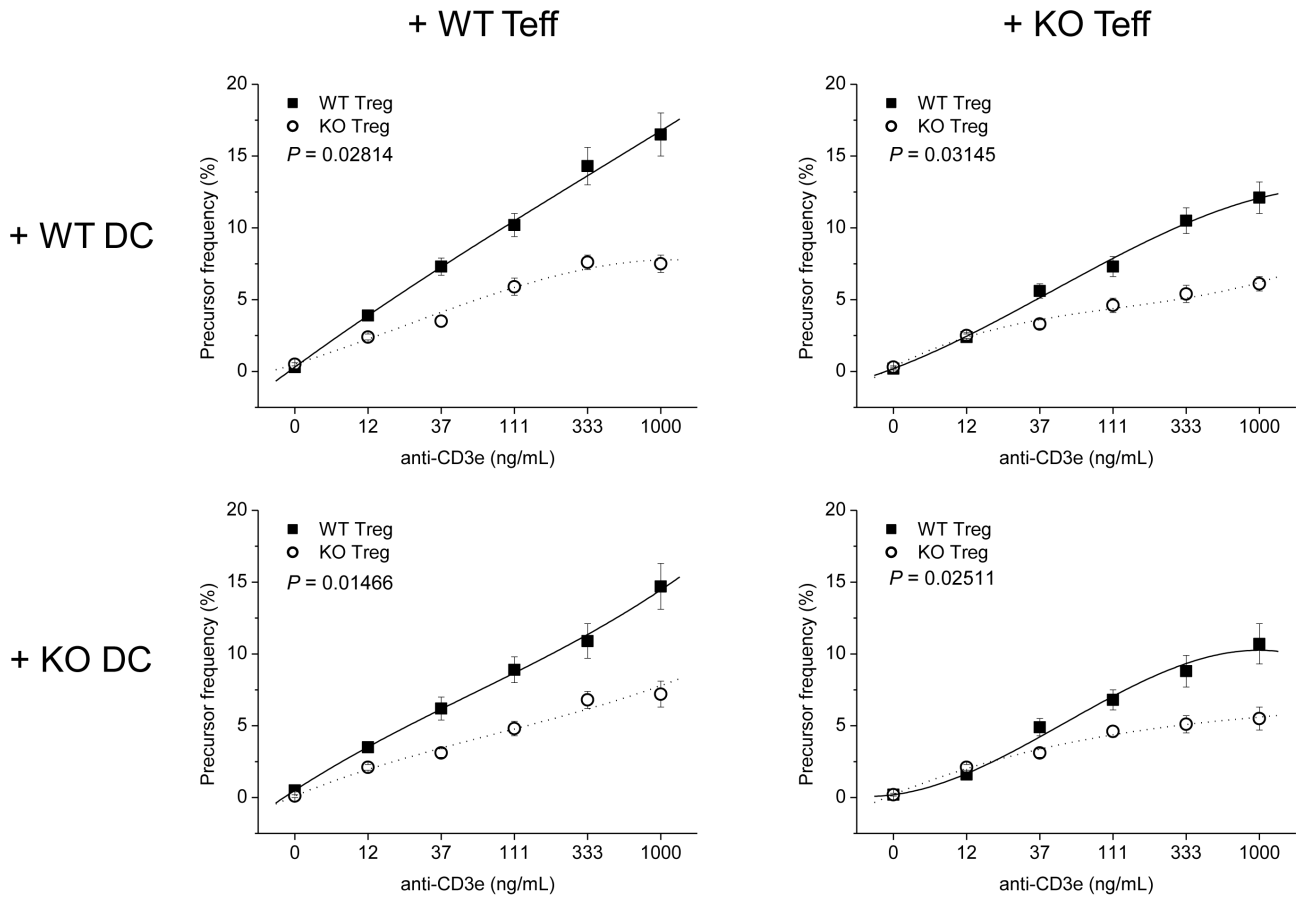 + WT Teff
+ KO Teff
+ WT DC
Precursor frequency (%)
20
15
10
5
0
WT Treg
KO Treg
P = 0.02814
0 12 37 111 333 1000
anti-CD3e (ng/mL)
Precursor frequency (%)
20
15
10
5
0
WT Treg
KO Treg
P = 0.03145
0 12 37 111 333 1000
anti-CD3e (ng/mL)
+ KO DC
Precursor frequency (%)
20
15
10
5
0
WT Treg
KO Treg
P = 0.01466
0 12 37 111 333 1000
anti-CD3e (ng/mL)
Precursor frequency (%)
20
15
10
5
0
WT Treg
KO Treg
P = 0.02511
0 12 37 111 333 1000
anti-CD3e (ng/mL)